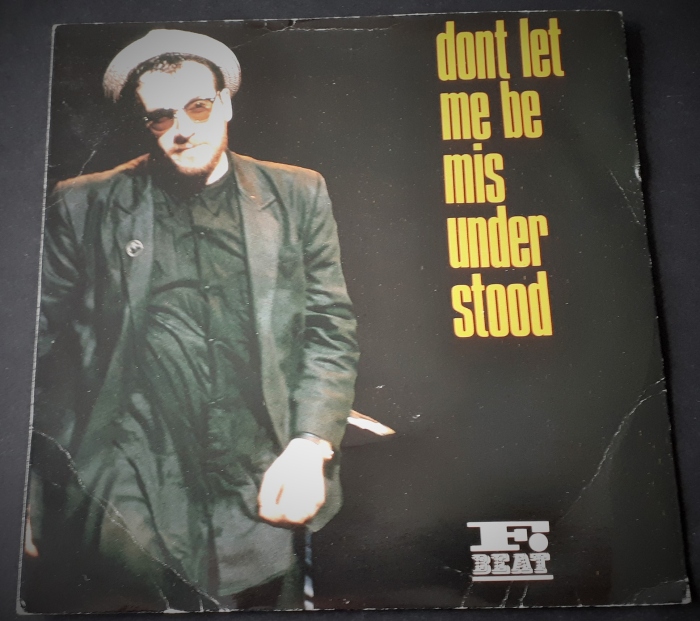 dont let
me be
mis
under
stood
F.
BEAT